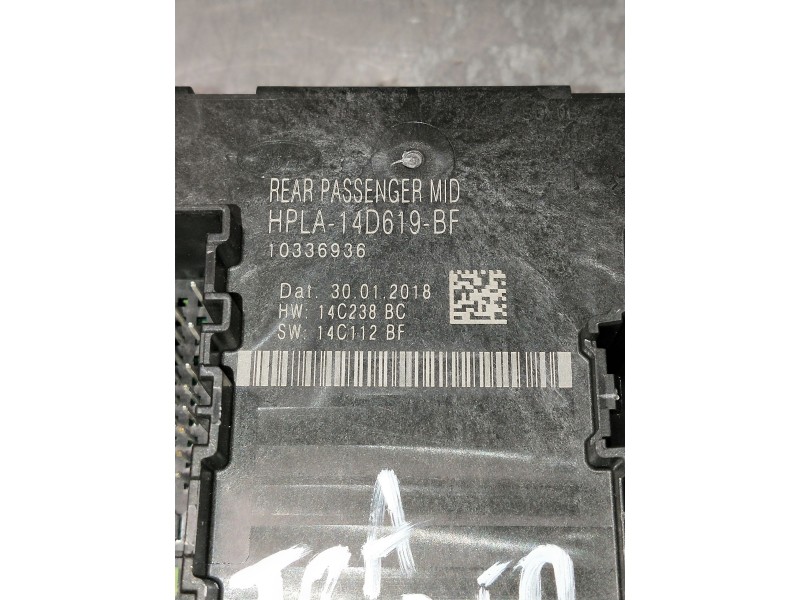 REAR PASSENGER MID
HPLA-14D619-BF
10336936
Dat. 30.01.2018
HW: 14C238 BC
SW: 14C112 BF
A